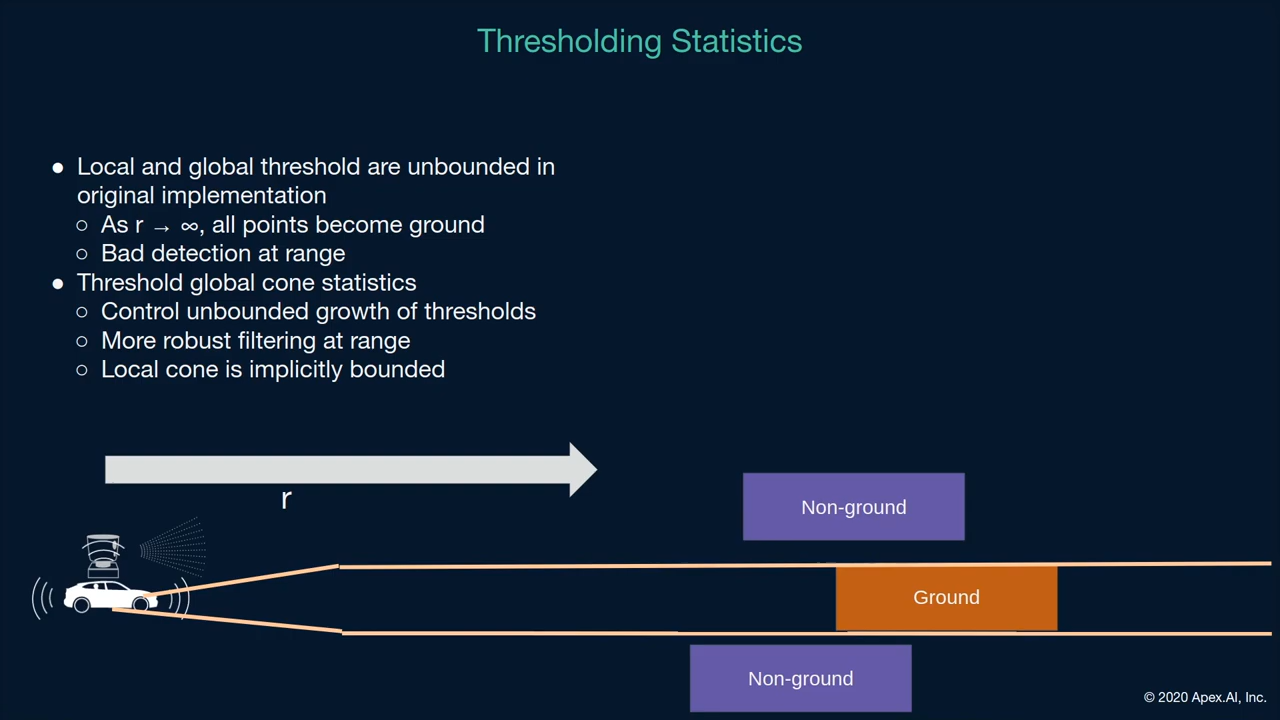 Thresholding Statistics
● Local and global threshold are unbounded in
original implementation
○ As r → ∞, all points become ground
○ Bad detection at range
● Threshold global cone statistics
○ Control unbounded growth of thresholds
○ More robust filtering at range
○ Local cone is implicitly bounded
r
Non-ground
Ground
Non-ground
© 2020 Apex.AI, Inc.